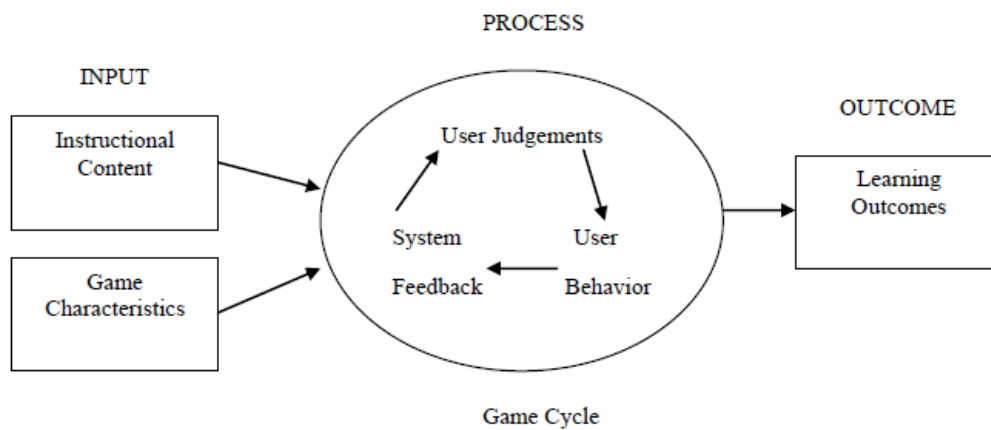 PROCESS
INPUT
OUTCOME
Instructional
Content
User Judgements
Learning
Outcomes
System
Feedback
User
Behavior
Game
Characteristics
Game Cycle